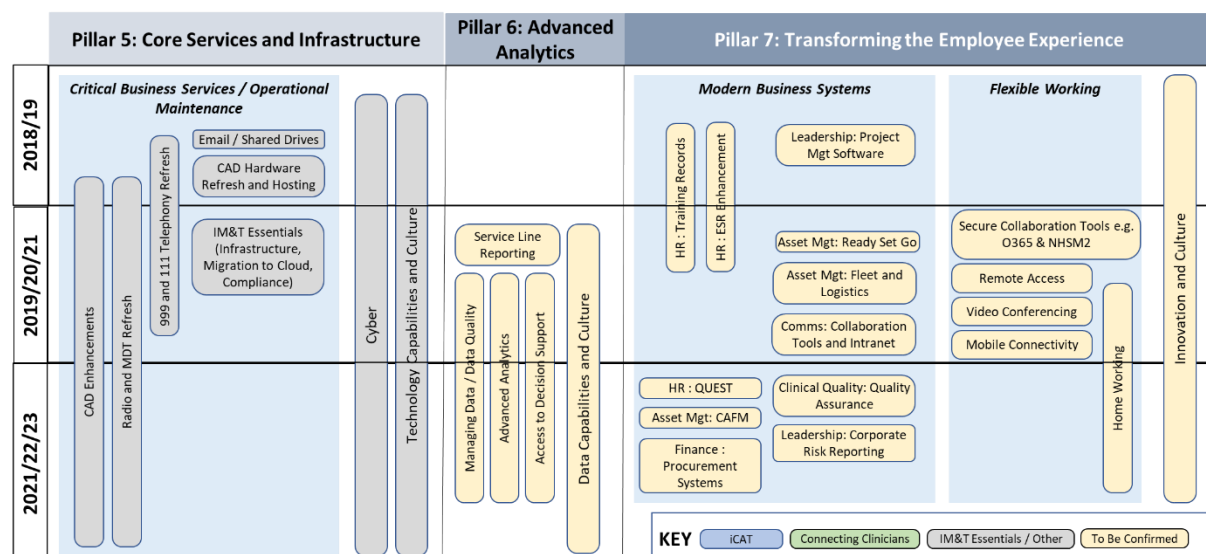 Pillar 5: Core Services and Infrastructure
Pillar 6: Advanced
Analytics
Pillar 7: Transforming the Employee Experience
2018/19
2019/20/21
2021/22/23
Critical Business Services / Operational
Maintenance
Email / Shared Drives
CAD Hardware
Refresh and Hosting
IM&T Essentials
(Infrastructure,
Migration to Cloud,
Compliance)
999 and 111 Telephony Refresh
CAD Enhancements
Radio and MDT Refresh
Cyber
Technology Capabilities and Culture
Service Line
Reporting
Managing Data / Data Quality
Advanced Analytics
Access to Decision Support
Data Capabilities and Culture
Modern Business Systems
HR : Training Records
HR : ESR Enhancement
Leadership: Project
Mgt Software
Asset Mgt: Ready Set Go
Asset Mgt: Fleet and
Logistics
Comms: Collaboration
Tools and Intranet
HR : QUEST
Asset Mgt: CAFM
Finance :
Procurement
Systems
Clinical Quality: Quality
Assurance
Leadership: Corporate
Risk Reporting
Flexible Working
Secure Collaboration Tools e.g.
O365 & NHSM2
Remote Access
Video Conferencing
Mobile Connectivity
Home Working
Innovation and Culture
KEY
iCAT
Connecting Clinicians
IM&T Essentials / Other
To Be Confirmed